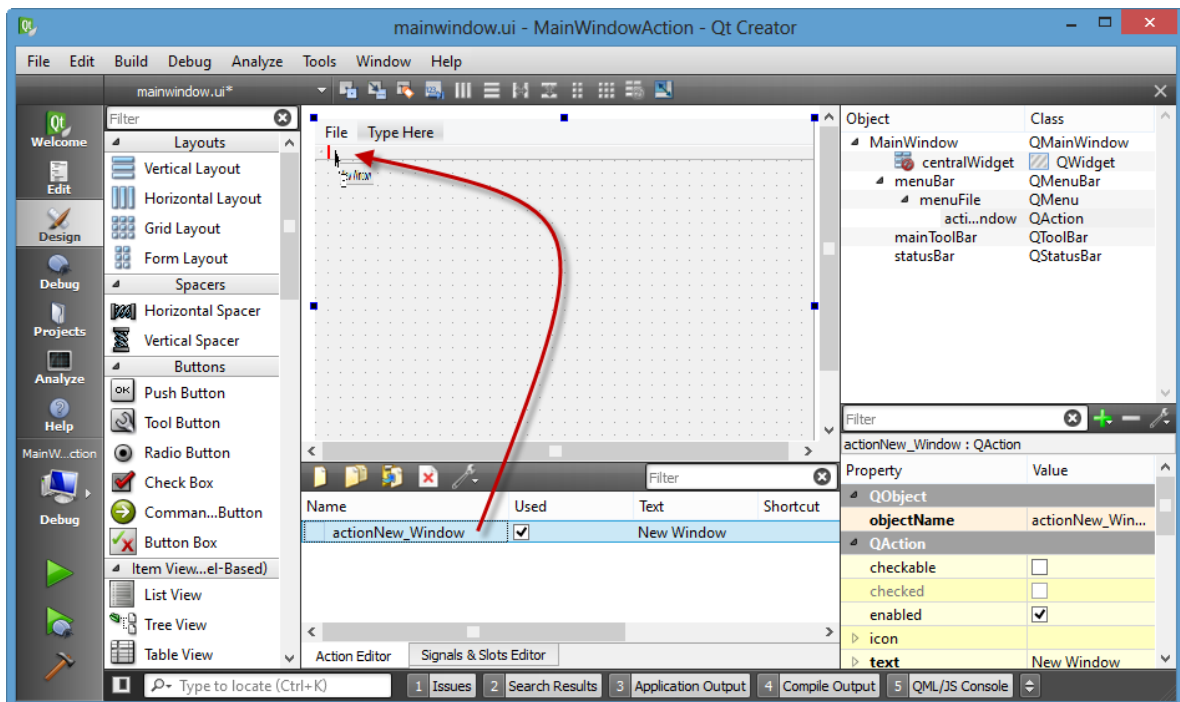 mainwindow.ui - MainWindowAction - Qt Creator
File Edit Build Debug Analyze Tools Window Help
mainwindow.ui*
Welcome
Edit
Design
Debug
Projects
Analyze
Help
MainW...ction
Debug
Filter
Layouts
Vertical Layout
Horizontal Layout
Grid Layout
Form Layout
Spacers
Horizontal Spacer
Vertical Spacer
Buttons
OK Push Button
Tool Button
Radio Button
Check Box
Comman...Button
Button Box
Item View...el-Based)
List View
Tree View
Table View
File Type Here
Filter
Name Used Text Shortcut
actionNew_Window New Window
Action Editor Signals & Slots Editor
Object Class
MainWindow QMainWindow
centralWidget QWidget
menuBar QMenuBar
menuFile QMenu
acti...ndow QAction
mainToolBar QToolBar
statusBar QStatusBar
Filter
actionNew_Window : QAction
Property Value
QObject
objectName actionNew_Win...
QAction
checkable
checked
enabled
icon
text New Window
Type to locate (Ctrl+K) 1 Issues 2 Search Results 3 Application Output 4 Compile Output 5 QML/JS Console